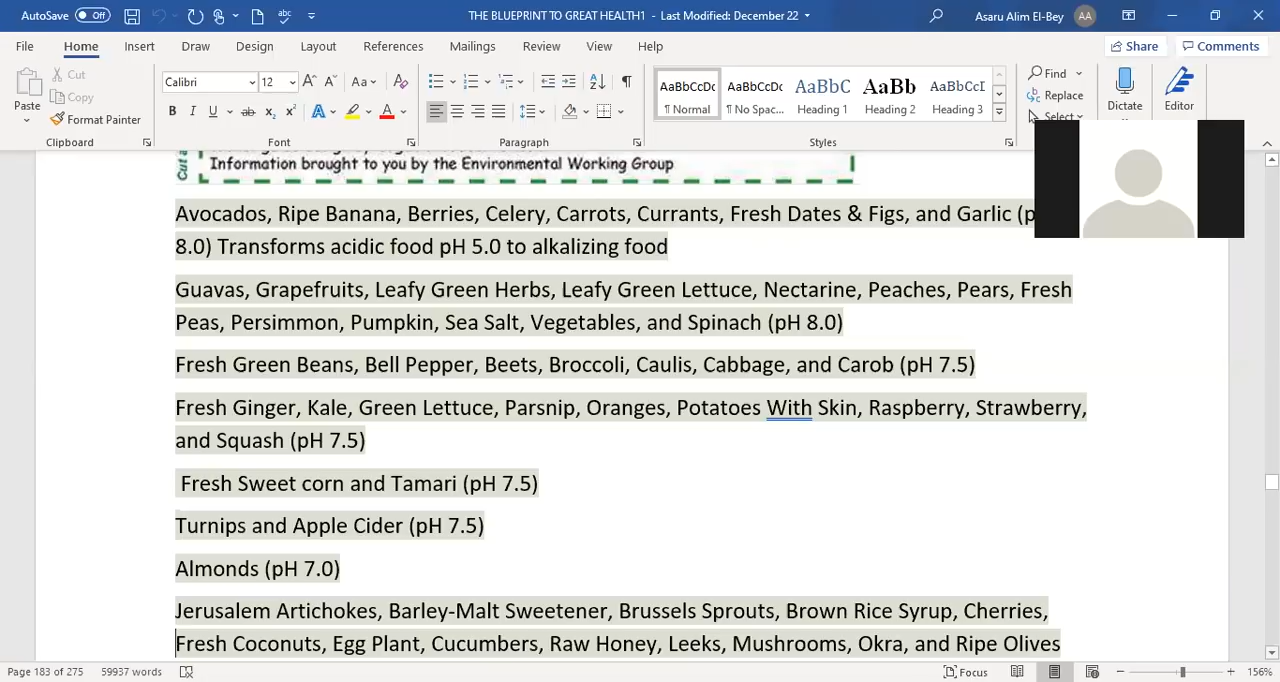 AutoSave Off THE BLUEPRINT TO GREAT HEALTH1 - Last Modified: December 22 Asaru Alim El-Bey AA
File Home Insert Draw Design Layout References Mailings Review View Help Share Comments
Paste Cut Copy Format Painter
Calibri 12 A A Aa A
B I U ab x₂ x² A A
AaBbCcDc AaBbCcDc AaBbC AaBb AaBbCcI
¶ Normal ¶ No Spac... Heading 1 Heading 2 Heading 3
Find Replace Select Dictate Editor
Clipboard Font Paragraph Styles
Information brought to you by the Environmental Working Group
Avocados, Ripe Banana, Berries, Celery, Carrots, Currants, Fresh Dates & Figs, and Garlic
8.0) Transforms acidic food pH 5.0 to alkalizing food
Guavas, Grapefruits, Leafy Green Herbs, Leafy Green Lettuce, Nectarine, Peaches, Pears, Fresh
Peas, Persimmon, Pumpkin, Sea Salt, Vegetables, and Spinach (pH 8.0)
Fresh Green Beans, Bell Pepper, Beets, Broccoli, Caulis, Cabbage, and Carob (pH 7.5)
Fresh Ginger, Kale, Green Lettuce, Parsnip, Oranges, Potatoes With Skin, Raspberry, Strawberry,
and Squash (pH 7.5)
Fresh Sweet corn and Tamari (pH 7.5)
Turnips and Apple Cider (pH 7.5)
Almonds (pH 7.0)
Jerusalem Artichokes, Barley-Malt Sweetener, Brussels Sprouts, Brown Rice Syrup, Cherries,
Fresh Coconuts, Egg Plant, Cucumbers, Raw Honey, Leeks, Mushrooms, Okra, and Ripe Olives
Page 183 of 275 59937 words Focus 156%